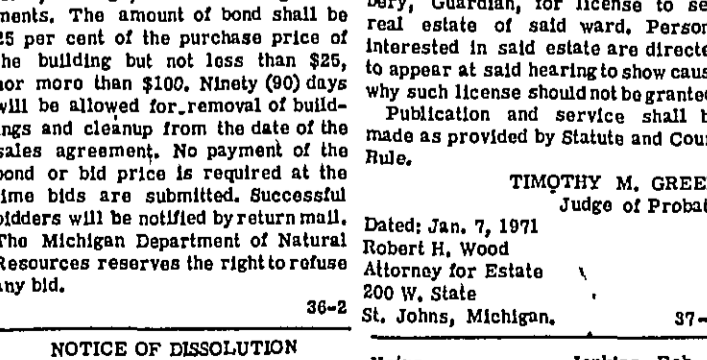 ments. The amount of bond shall be
25 per cent of the purchase price of
the building but not less than $25,
nor more than $100. Ninety (90) days
will be allowed for removal of build-
ings and cleanup from the date of the
sales agreement. No payment of the
bond or bid price is required at the
time bids are submitted. Successful
bidders will be notified by return mail.
The Michigan Department of Natural
Resources reserves the right to refuse
any bid.
36-2
NOTICE OF DISSOLUTION
Guardian, for license to se
real estate of said ward. Person
interested in said estate are directe
to appear at said hearing to show caus
why such license should not be grante
Publication and service shall b
made as provided by Statute and Cour
Rule.
TIMOTHY M. GREE
Judge of Probat
Dated: Jan. 7, 1971
Robert H. Wood
Attorney for Estate
200 W. State
St. Johns, Michigan.
37-